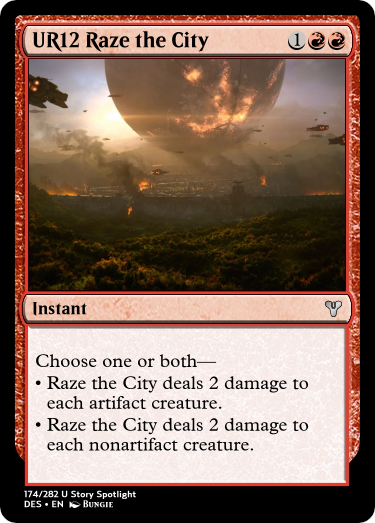 UR12 Raze the City 1
Instant
Choose one or both—
• Raze the City deals 2 damage to
each artifact creature.
• Raze the City deals 2 damage to
each nonartifact creature.
174/282 U Story Spotlight
DES • EN Bungie